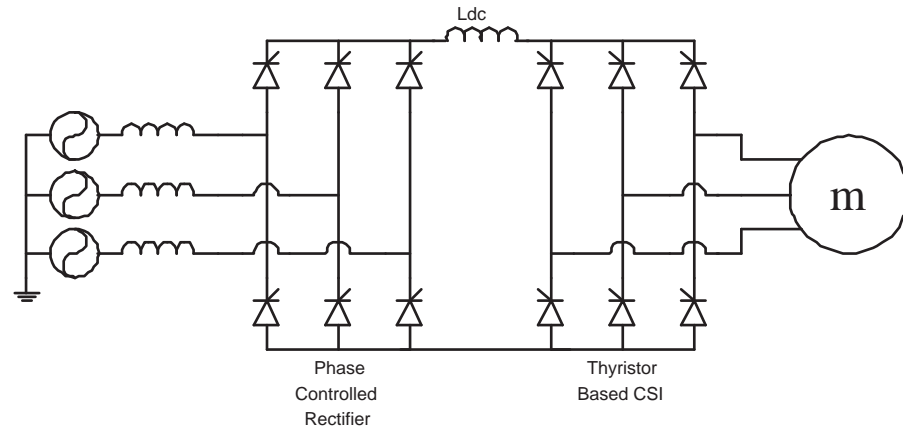 Ldc
m
Phase
Controlled
Rectifier
Thyristor
Based CSI